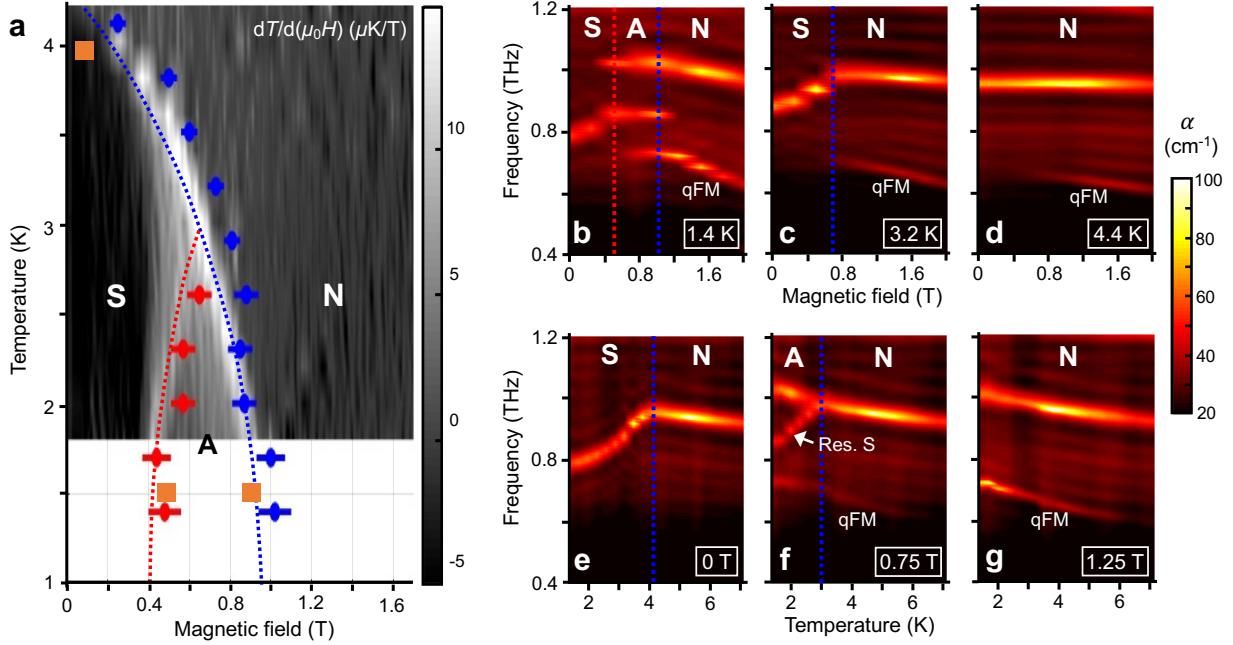 a
dT/d(μ₀H) (μK/T)
Temperature (K)
4
3
2
1
S
N
A
0
0.4
0.8
1.2
1.6
Magnetic field (T)
10
5
0
-5
Frequency (THz)
1.2
0.8
0.4
S A N
qFM
b
1.4 K
0
0.8
1.6
S N
qFM
c
3.2 K
0
0.8
1.6
Magnetic field (T)
N
qFM
d
4.4 K
0
0.8
1.6
α
(cm⁻¹)
100
80
60
40
20
Frequency (THz)
1.2
0.8
0.4
S N
e
0 T
2
4
6
A N
Res. S
qFM
f
0.75 T
2
4
6
Temperature (K)
qFM
g
1.25 T
2
4
6